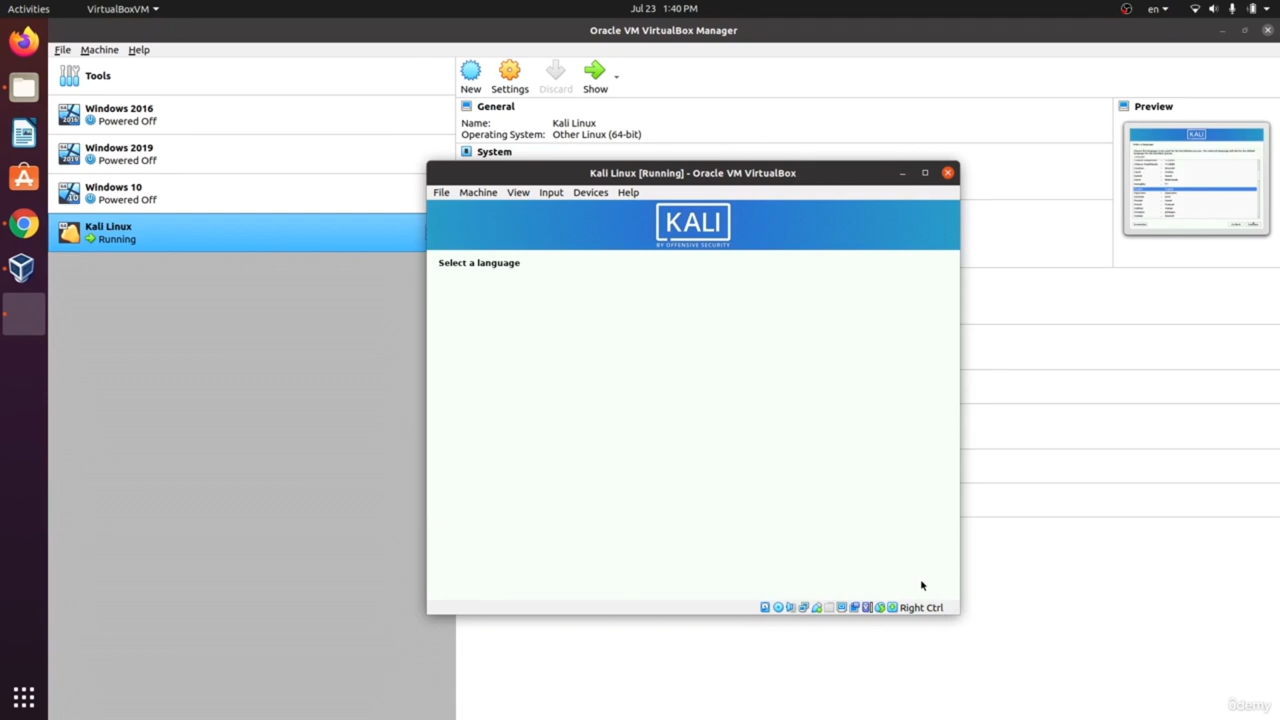 Activities
VirtualBoxVM
Jul 23 1:40 PM
en
Oracle VM VirtualBox Manager
File Machine Help
Tools
New Settings Discard Show
Windows 2016
Powered Off
Windows 2019
Powered Off
Windows 10
Powered Off
Kali Linux
Running
General
Name: Kali Linux
Operating System: Other Linux (64-bit)
System
Preview
Kali Linux [Running] - Oracle VM VirtualBox
File Machine View Input Devices Help
KALI
BY OFFENSIVE SECURITY
Select a language
Right Ctrl
ûdemy